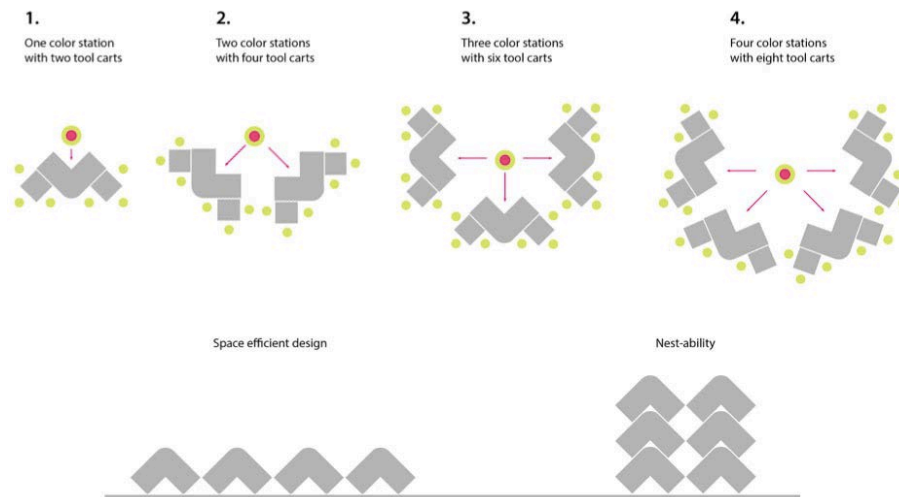 1.
One color station
with two tool carts
2.
Two color stations
with four tool carts
3.
Three color stations
with six tool carts
4.
Four color stations
with eight tool carts
Space efficient design
Nest-ability